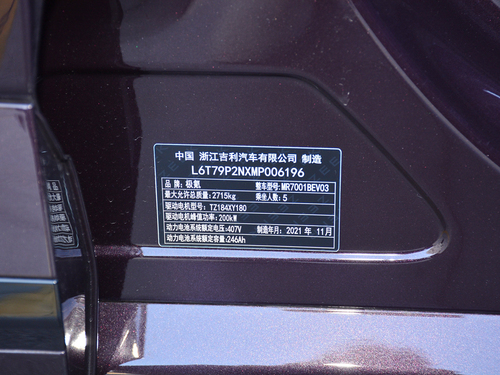 中国 浙江吉利汽车有限公司 制造
L6T79P2NXMP006196
品牌：极氪 整车型号：MR7001BEV03
最大允许总质量：2715kg 乘坐人数：5
驱动电机型号：TZ184XY180
驱动电机峰值功率：200kW
动力电池系统额定电压：407V 制造年月：2021 年 11月
动力电池系统额定容量：246Ah